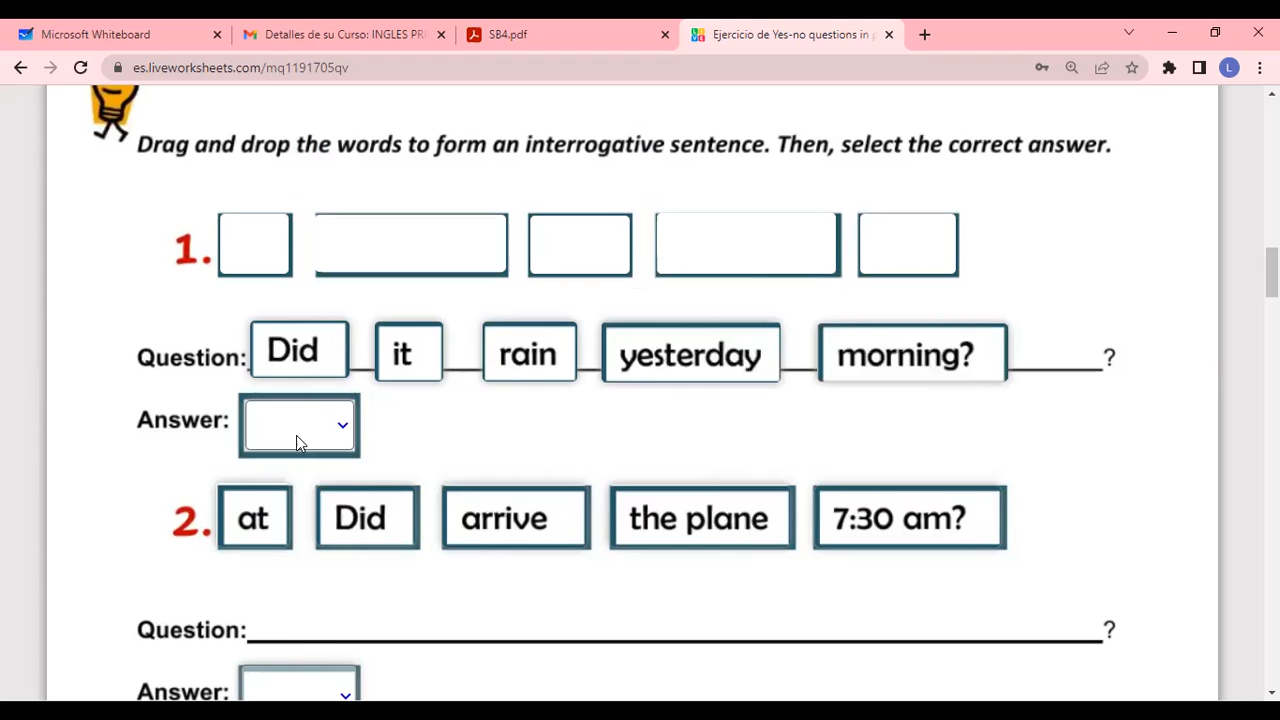 Microsoft Whiteboard
Detalles de su Curso: INGLES PRI
SB4.pdf
Ejercicio de Yes-no questions in p
es.liveworksheets.com/mq1191705qv
L
Drag and drop the words to form an interrogative sentence. Then, select the correct answer.
1.
Question: Did it rain yesterday morning? ?
Answer:
2. at Did arrive the plane 7:30 am?
Question: ?
Answer: